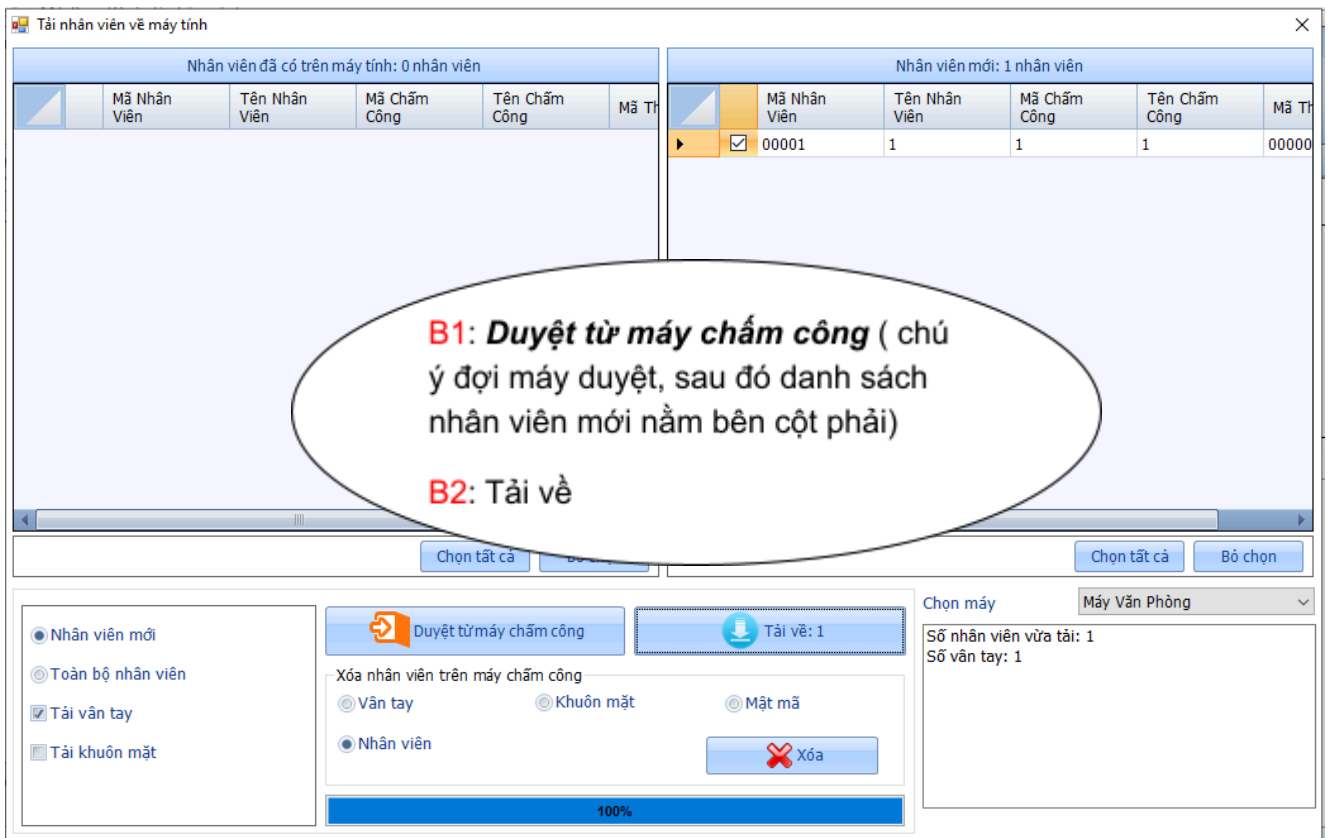 Tải nhân viên về máy tính
Nhân viên đã có trên máy tính: 0 nhân viên
Nhân viên mới: 1 nhân viên
Mã Nhân Viên
Tên Nhân Viên
Mã Chấm Công
Tên Chấm Công
Mã Th
Mã Nhân Viên
Tên Nhân Viên
Mã Chấm Công
Tên Chấm Công
Mã Th
00001 1 1 1 00000
B1: Duyệt từ máy chấm công ( chú
ý đợi máy duyệt, sau đó danh sách
nhân viên mới nằm bên cột phải)
B2: Tải về
Chọn tất cả
Chọn tất cả
Bỏ chọn
Nhân viên mới
Toàn bộ nhân viên
Tải vân tay
Tải khuôn mặt
Duyệt từ máy chấm công
Tải về: 1
Xóa nhân viên trên máy chấm công
Vân tay
Khuôn mặt
Mật mã
Nhân viên
Xóa
100%
Chọn máy
Máy Văn Phòng
Số nhân viên vừa tải: 1
Số vân tay: 1